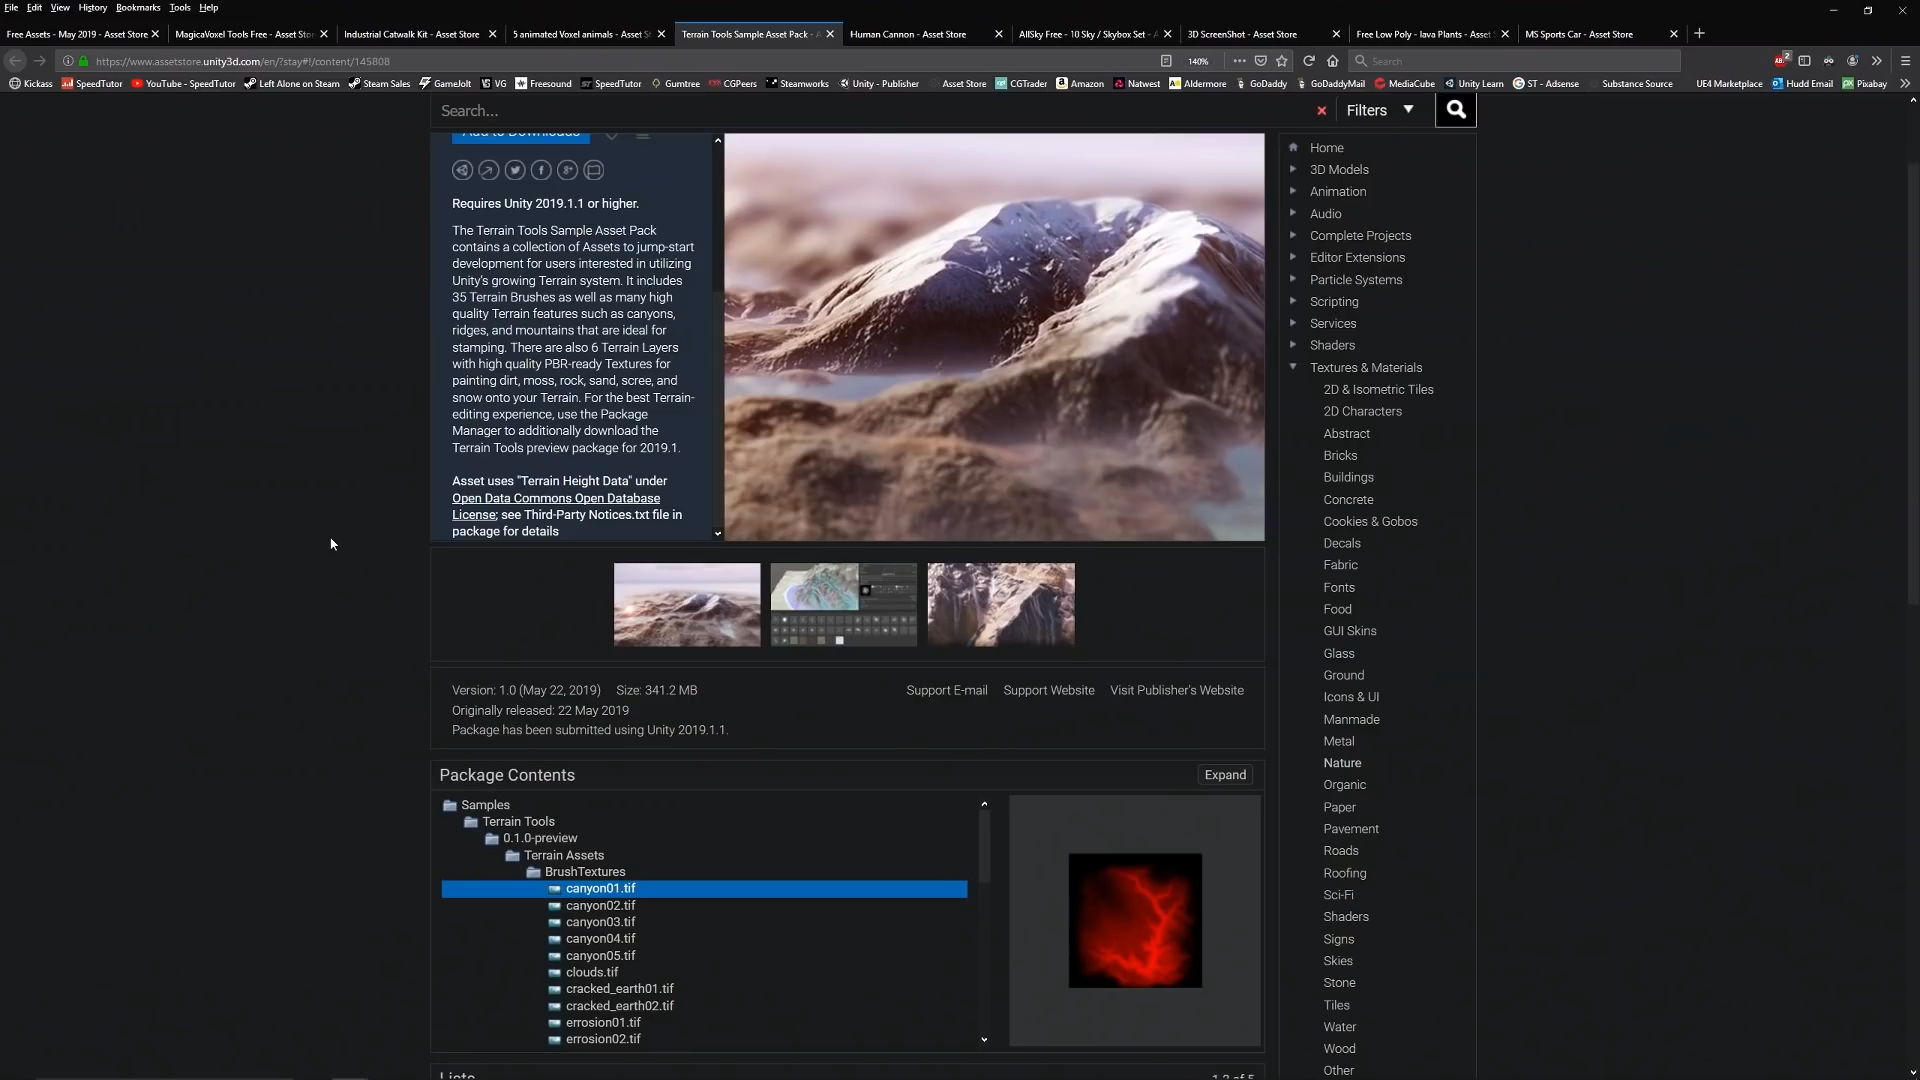 File Edit View History Bookmarks Tools Help
Free Assets - May 2019 - Asset Store MagicaVoxel Tools Free - Asset Sto Industrial Catwalk Kit - Asset Store 5 animated Voxel animals - Asset S Terrain Tools Sample Asset Pack - A Human Cannon - Asset Store AllSky Free - 10 Sky / Skybox Set - A 3D ScreenShot - Asset Store Free Low Poly - Iava Plants - Asset S MS Sports Car - Asset Store
https://www.assetstore.unity3d.com/en/?stay#!/content/145808 140% Search 2
Kickass SpeedTutor YouTube - SpeedTutor Left Alone on Steam Steam Sales GameJolt VG Freesound SpeedTutor Gumtree CGPeers Steamworks Unity - Publisher Asset Store CGTrader Amazon Natwest Aldermore GoDaddy GoDaddyMail MediaCube Unity Learn ST - Adsense Substance Source UE4 Marketplace Hudd Email Pixabay
Search... Filters
Add to Downloads
Requires Unity 2019.1.1 or higher.
The Terrain Tools Sample Asset Pack
contains a collection of Assets to jump-start
development for users interested in utilizing
Unity's growing Terrain system. It includes
35 Terrain Brushes as well as many high
quality Terrain features such as canyons,
ridges, and mountains that are ideal for
stamping. There are also 6 Terrain Layers
with high quality PBR-ready Textures for
painting dirt, moss, rock, sand, scree, and
snow onto your Terrain. For the best Terrain-
editing experience, use the Package
Manager to additionally download the
Terrain Tools preview package for 2019.1.
Asset uses "Terrain Height Data" under
Open Data Commons Open Database
License; see Third-Party Notices.txt file in
package for details
Version: 1.0 (May 22, 2019) Size: 341.2 MB Support E-mail Support Website Visit Publisher's Website
Originally released: 22 May 2019
Package has been submitted using Unity 2019.1.1.
Package Contents Expand
Samples
Terrain Tools
0.1.0-preview
Terrain Assets
BrushTextures
canyon01.tif
canyon02.tif
canyon03.tif
canyon04.tif
canyon05.tif
clouds.tif
cracked_earth01.tif
cracked_earth02.tif
errosion01.tif
errosion02.tif
Home
3D Models
Animation
Audio
Complete Projects
Editor Extensions
Particle Systems
Scripting
Services
Shaders
Textures & Materials
2D & Isometric Tiles
2D Characters
Abstract
Bricks
Buildings
Concrete
Cookies & Gobos
Decals
Fabric
Fonts
Food
GUI Skins
Glass
Ground
Icons & UI
Manmade
Metal
Nature
Organic
Paper
Pavement
Roads
Roofing
Sci-Fi
Shaders
Signs
Skies
Stone
Tiles
Water
Wood
Other